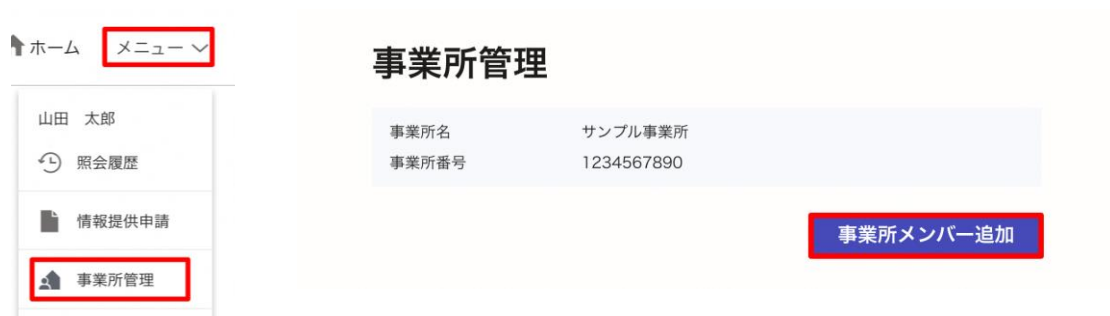 ホーム メニュー
山田 太郎
照会履歴
情報提供申請
事業所管理
事業所管理
事業所名 サンプル事業所
事業所番号 1234567890
事業所メンバー追加